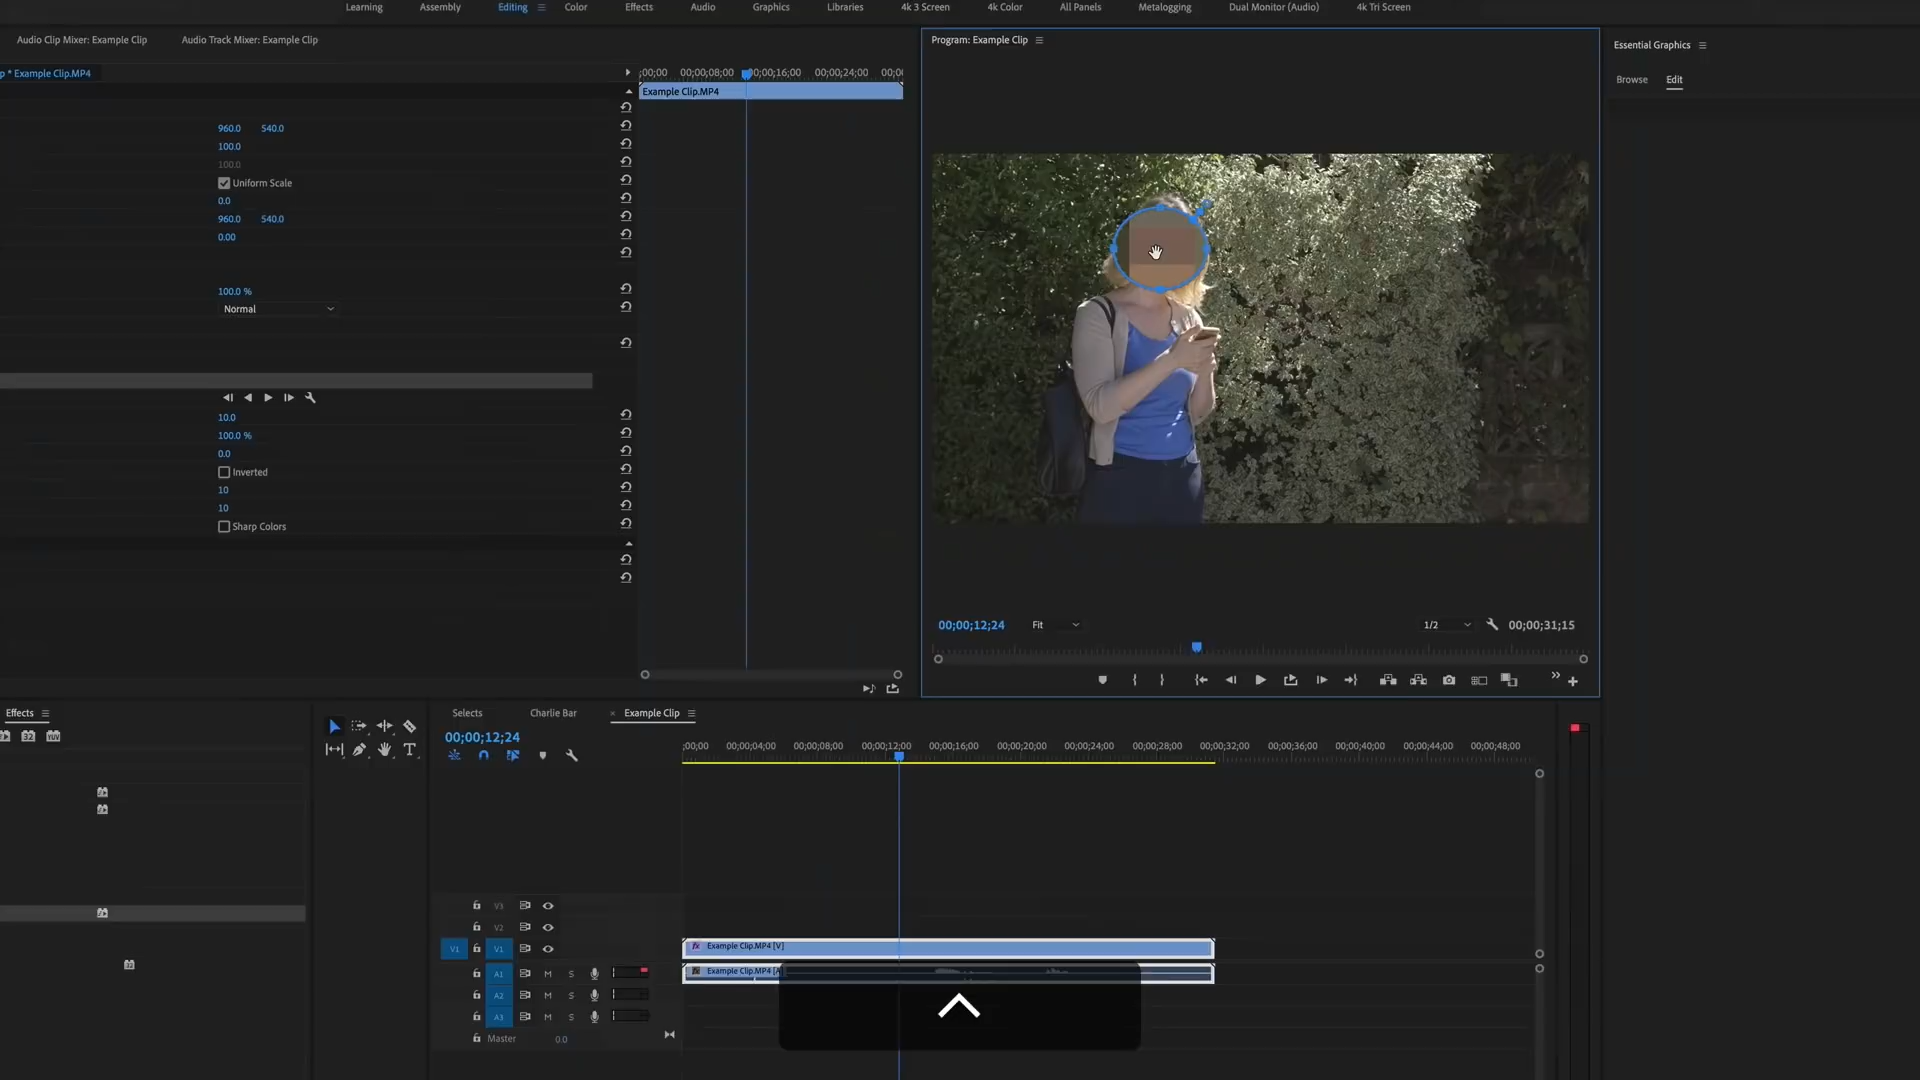 Learning Assembly Editing Color Effects Audio Graphics Libraries 4k 3 Screen 4k Color All Panels Metalogging Dual Monitor (Audio) 4k Tri Screen
Audio Clip Mixer: Example Clip Audio Track Mixer: Example Clip
Program: Example Clip
Essential Graphics
Browse Edit
p * Example Clip.MP4
;00;00 00;00;08;00 00;00;16;00 00;00;24;00 00;0
Example Clip.MP4
960.0 540.0
100.0
100.0
Uniform Scale
0.0
960.0 540.0
0.00
100.0 %
Normal
10.0
100.0 %
0.0
Inverted
10
10
Sharp Colors
00;00;12;24 Fit 1/2 00;00;31;15
Effects
32 YUV
Selects Charlie Bar × Example Clip
00;00;12;24
;00;00 00;00;04;00 00;00;08;00 00;00;12;00 00;00;16;00 00;00;20;00 00;00;24;00 00;00;28;00 00;00;32;00 00;00;36;00 00;00;40;00 00;00;44;00 00;00;48;00
T
V3
V2
V1 V1
fx Example Clip.MP4 [V]
A1 M S
fx Example Clip.MP4 [A
A2 M S
A3 M S
Master 0.0
32